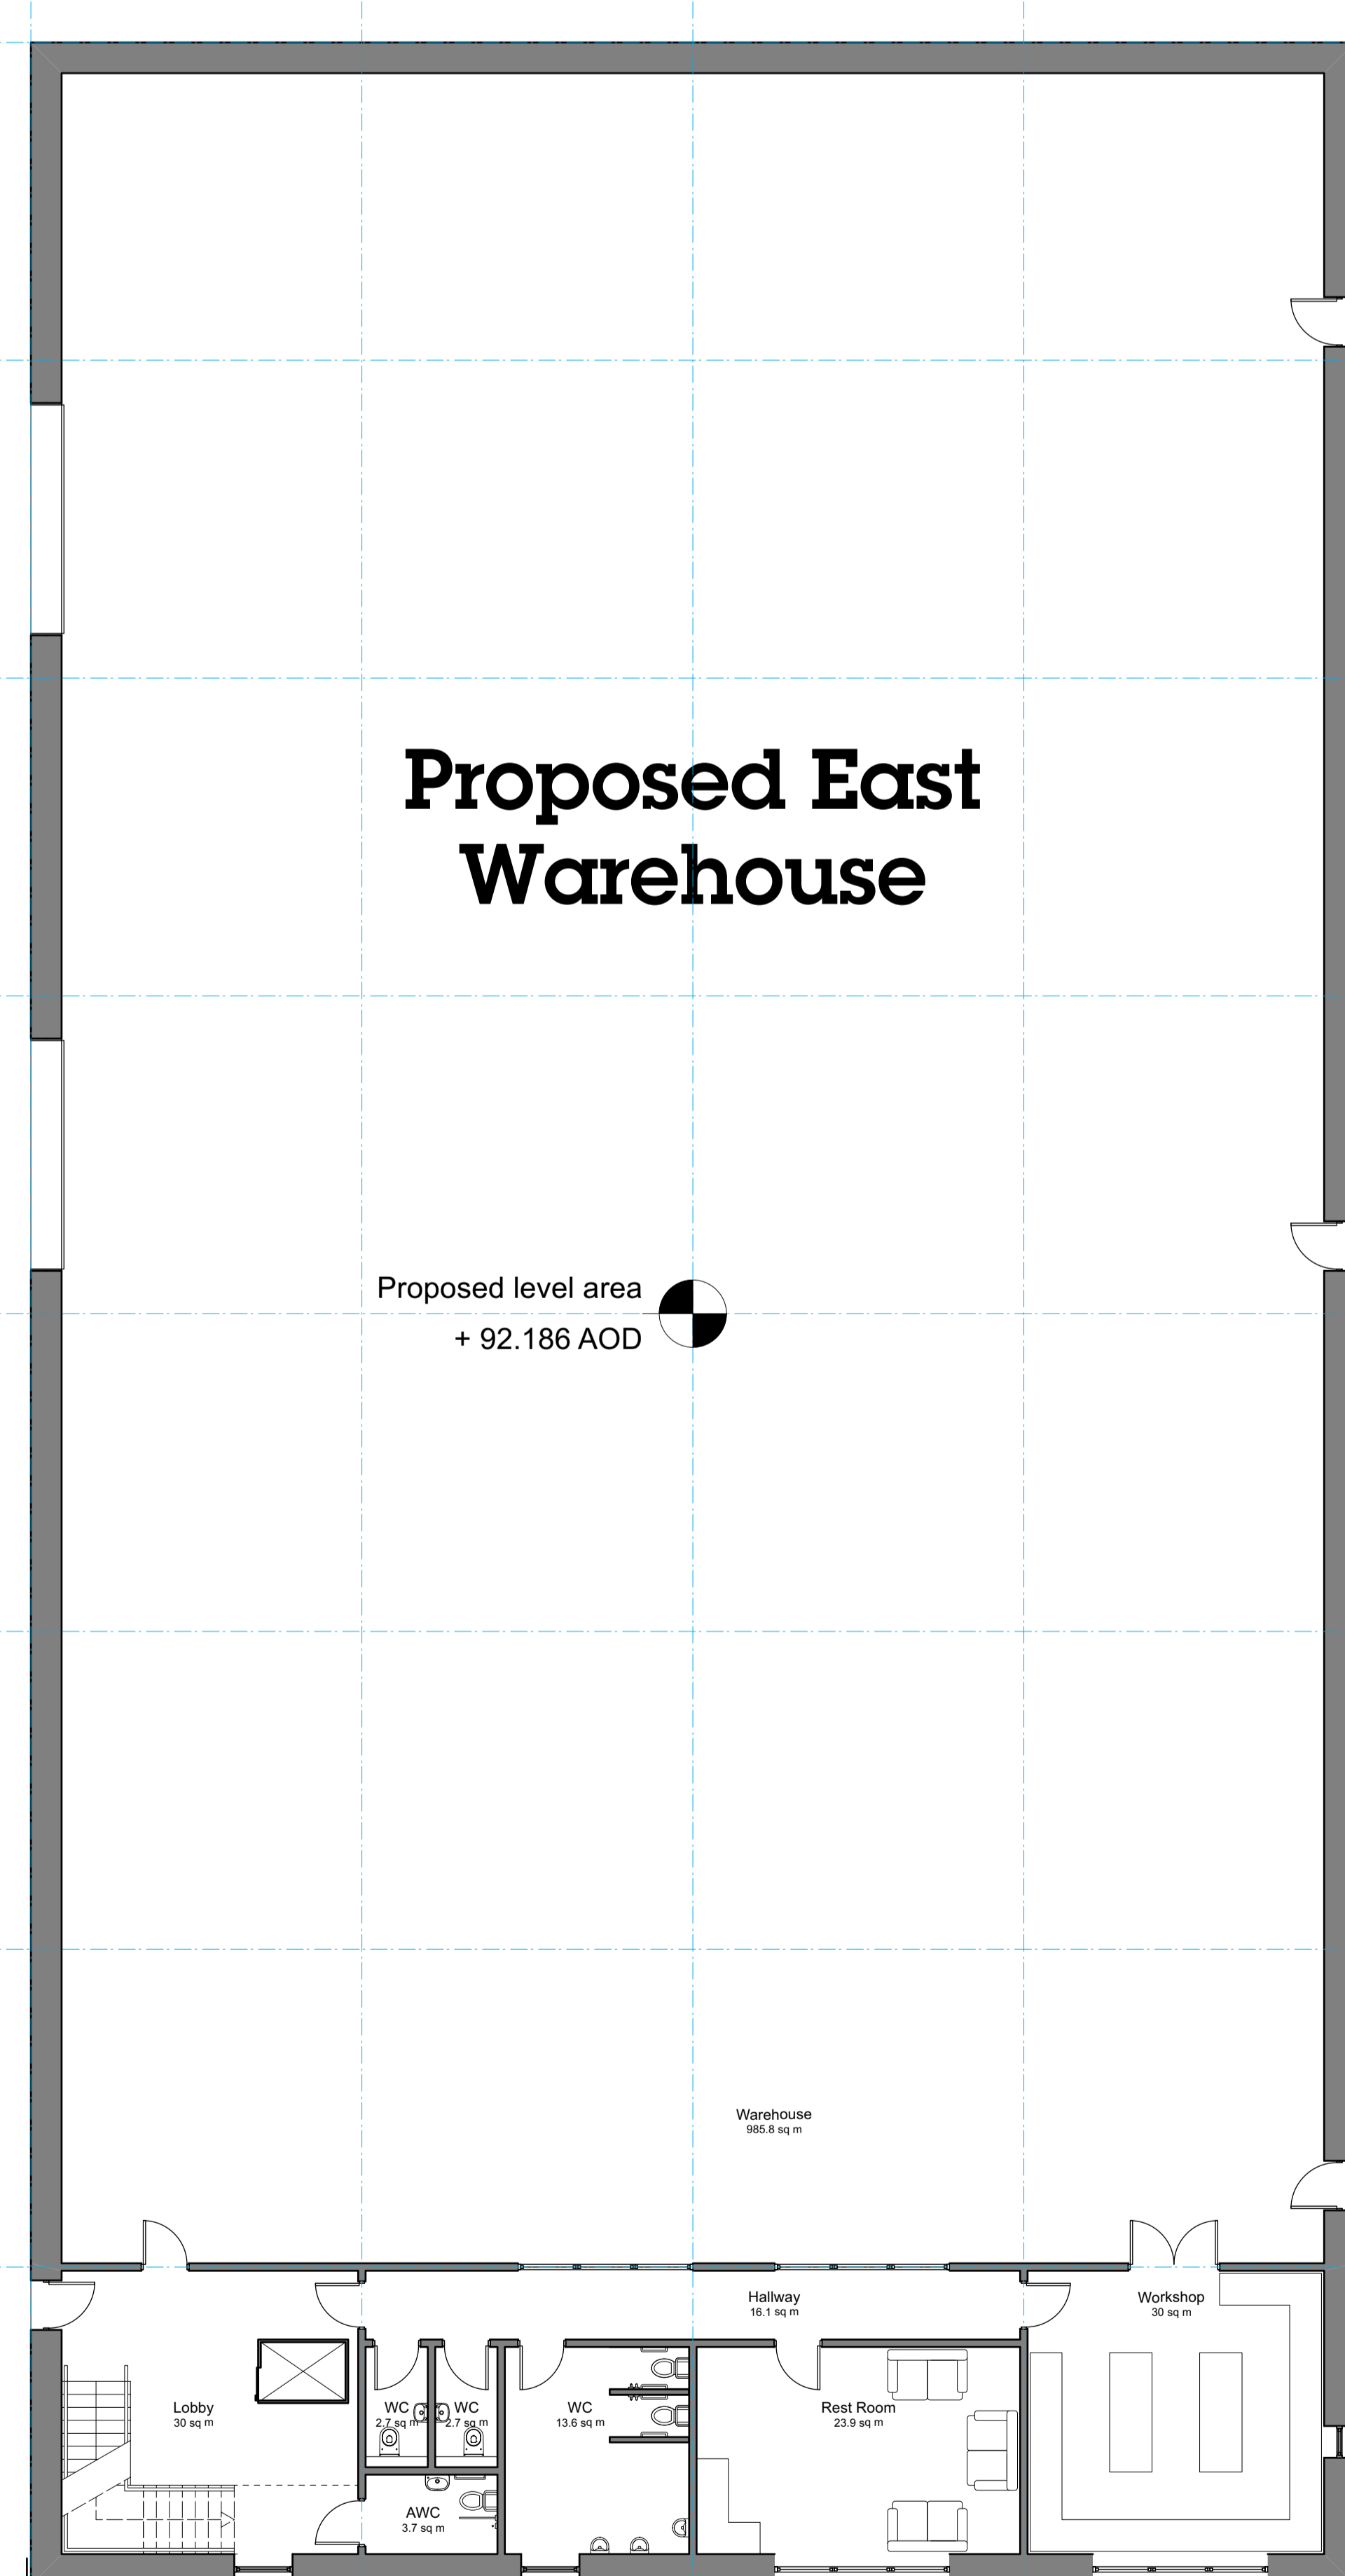 Proposed East
Warehouse
Proposed level area
+ 92.186 AOD
Warehouse
985.8 sq m
Hallway
16.1 sq m
Workshop
30 sq m
Lobby
30 sq m
WC
2.7 sq m
WC
2.7 sq m
WC
13.6 sq m
Rest Room
23.9 sq m
AWC
3.7 sq m